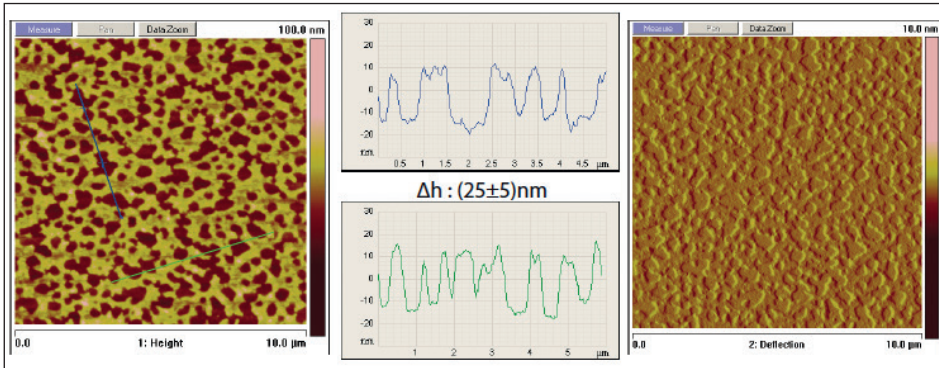 Measure Pan Data Zoom 100.0 nm
0.0 1: Height 10.0 µm
30
20
10
0
-10
-20
r.m.
0.5 1 1.5 2 2.5 3 3.5 4 4.5 µm
Δh : (25±5)nm
30
20
10
0
-10
-20
r.m.
1 2 3 4 5 µm
Measure Pan Data Zoom 10.0 nm
0.0 2: Deflection 10.0 µm